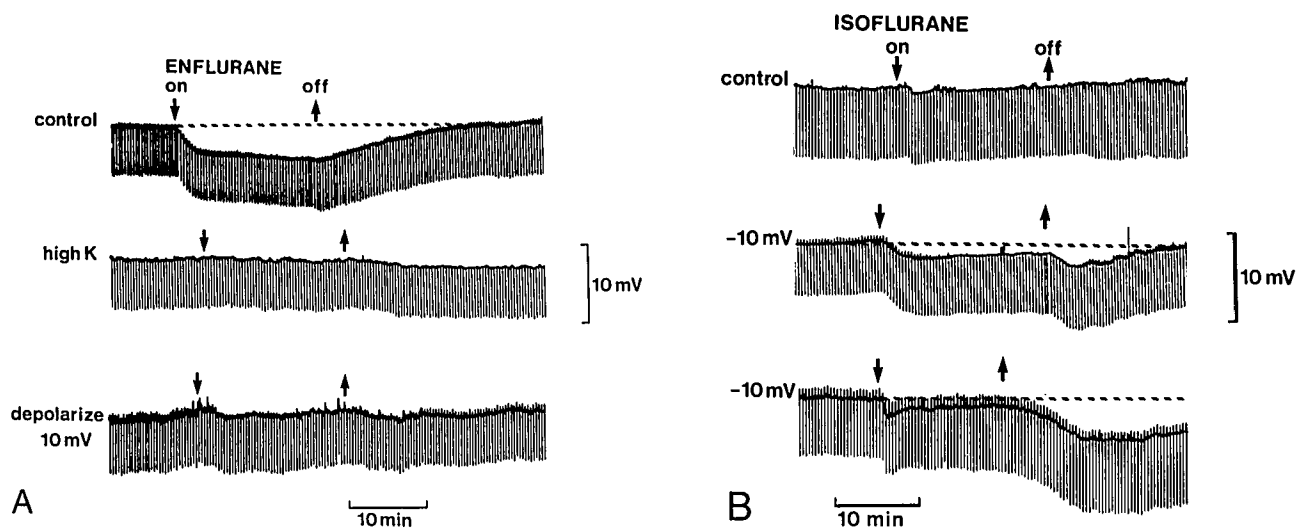 ENFLURANE
on off
control
high K
10 mV
depolarize
10 mV
10 min
A
ISOFLURANE
on off
control
-10 mV
10 mV
-10 mV
10 min
B